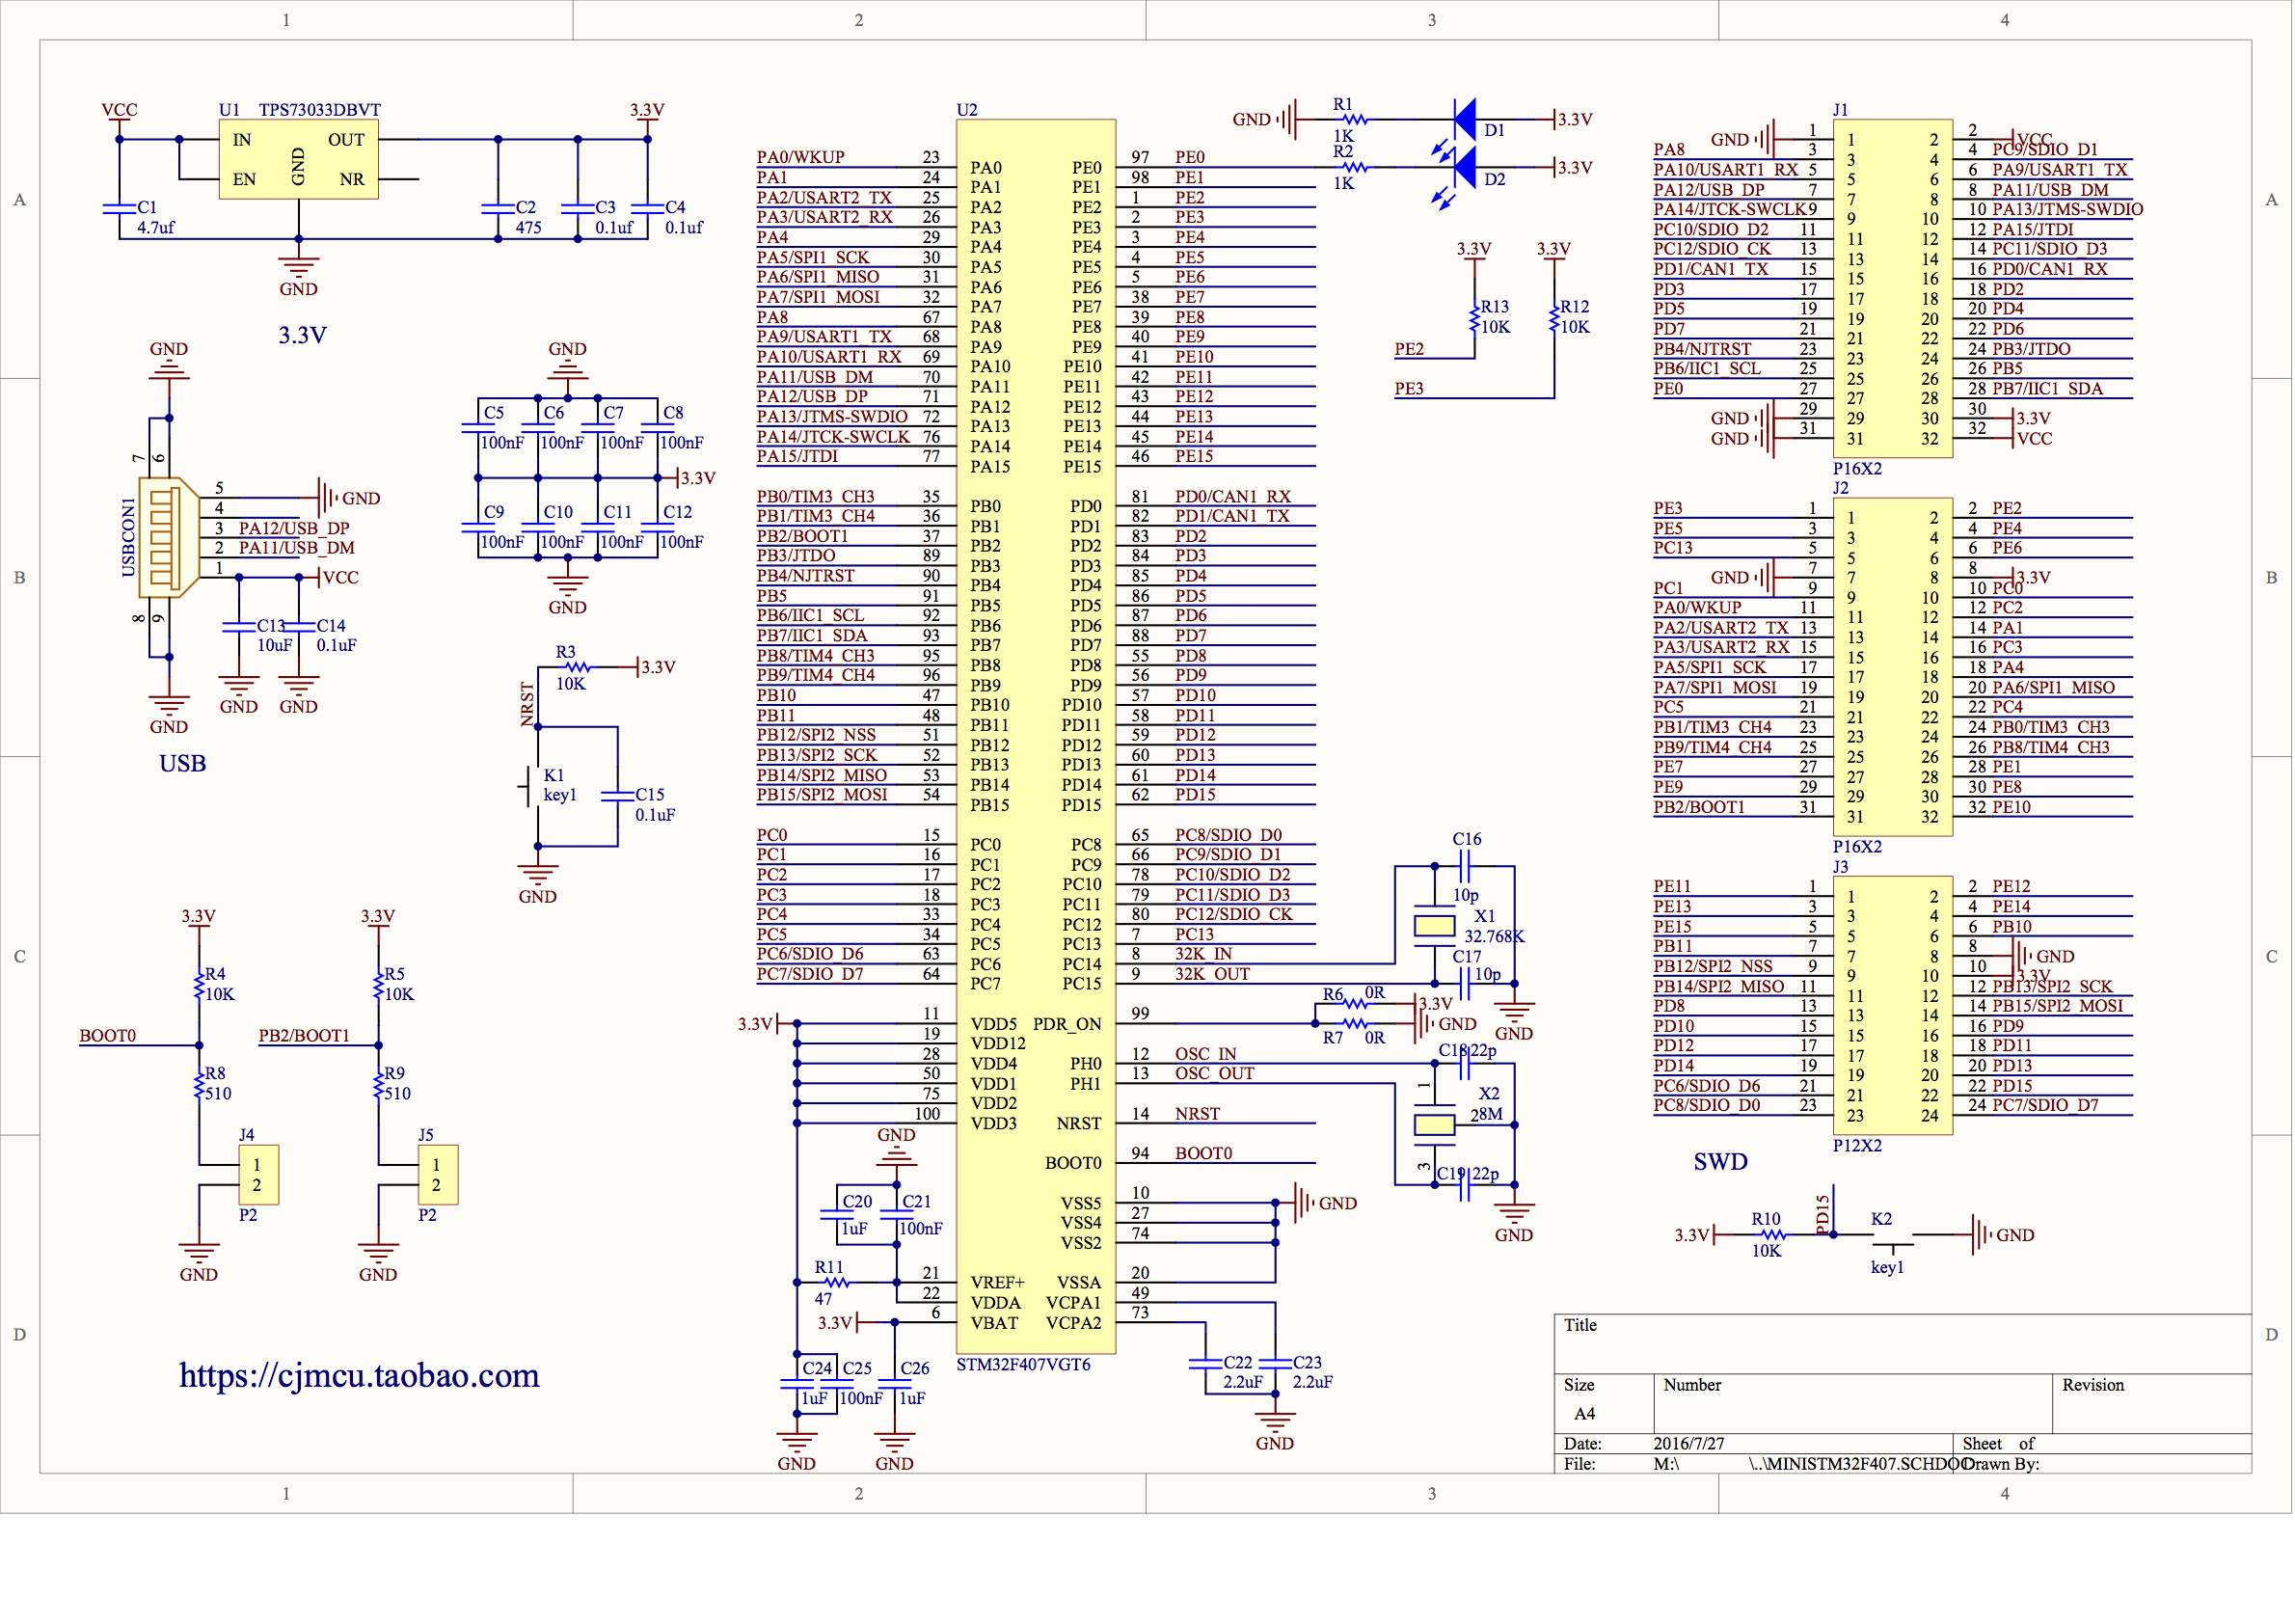 1 2 3 4
A A
B B
C C
D D
VCC
U1 TPS73033DBVT
3.3V
IN OUT
EN GND NR
C1
4.7uf
C2
475
C3
0.1uf
C4
0.1uf
GND
3.3V
GND
7 6
USBCON1
5 GND
4
3 PA12/USB_DP
2 PA11/USB_DM
1 VCC
8 9
C13
10uF
C14
0.1uF
GND
GND
GND
USB
GND
C5 C6 C7 C8
100nF 100nF 100nF 100nF
3.3V
C9 C10 C11 C12
100nF 100nF 100nF 100nF
GND
R3
10K
3.3V
NRST
K1
key1
C15
0.1uF
GND
3.3V
R4
10K
BOOT0
R8
510
J4
1
2
P2
GND
3.3V
R5
10K
PB2/BOOT1
R9
510
J5
1
2
P2
GND
https://cjmcu.taobao.com
U2
PA0/WKUP 23 PA0 PE0 97 PE0
PA1 24 PA1 PE1 98 PE1
PA2/USART2_TX 25 PA2 PE2 1 PE2
PA3/USART2_RX 26 PA3 PE3 2 PE3
PA4 29 PA4 PE4 3 PE4
PA5/SPI1_SCK 30 PA5 PE5 4 PE5
PA6/SPI1_MISO 31 PA6 PE6 5 PE6
PA7/SPI1_MOSI 32 PA7 PE7 38 PE7
PA8 67 PA8 PE8 39 PE8
PA9/USART1_TX 68 PA9 PE9 40 PE9
PA10/USART1_RX 69 PA10 PE10 41 PE10
PA11/USB_DM 70 PA11 PE11 42 PE11
PA12/USB_DP 71 PA12 PE12 43 PE12
PA13/JTMS-SWDIO 72 PA13 PE13 44 PE13
PA14/JTCK-SWCLK 76 PA14 PE14 45 PE14
PA15/JTDI 77 PA15 PE15 46 PE15
PB0/TIM3_CH3 35 PB0 PD0 81 PD0/CAN1_RX
PB1/TIM3_CH4 36 PB1 PD1 82 PD1/CAN1_TX
PB2/BOOT1 37 PB2 PD2 83 PD2
PB3/JTDO 89 PB3 PD3 84 PD3
PB4/NJTRST 90 PB4 PD4 85 PD4
PB5 91 PB5 PD5 86 PD5
PB6/IIC1_SCL 92 PB6 PD6 87 PD6
PB7/IIC1_SDA 93 PB7 PD7 88 PD7
PB8/TIM4_CH3 95 PB8 PD8 55 PD8
PB9/TIM4_CH4 96 PB9 PD9 56 PD9
PB10 47 PB10 PD10 57 PD10
PB11 48 PB11 PD11 58 PD11
PB12/SPI2_NSS 51 PB12 PD12 59 PD12
PB13/SPI2_SCK 52 PB13 PD13 60 PD13
PB14/SPI2_MISO 53 PB14 PD14 61 PD14
PB15/SPI2_MOSI 54 PB15 PD15 62 PD15
PC0 15 PC0 PC8 65 PC8/SDIO_D0
PC1 16 PC1 PC9 66 PC9/SDIO_D1
PC2 17 PC2 PC10 78 PC10/SDIO_D2
PC3 18 PC3 PC11 79 PC11/SDIO_D3
PC4 33 PC4 PC12 80 PC12/SDIO_CK
PC5 34 PC5 PC13 7 PC13
PC6/SDIO_D6 63 PC6 PC14 8 32K_IN
PC7/SDIO_D7 64 PC7 PC15 9 32K_OUT
3.3V 11 VDD5 PDR_ON 99
19 VDD12
28 VDD4 PH0 12 OSC_IN
50 VDD1 PH1 13 OSC_OUT
75 VDD2
100 VDD3 NRST 14 NRST
BOOT0 94 BOOT0
VSS5 10 GND
VSS4 27
VSS2 74
21 VREF+ VSSA 20
22 VDDA VCPA1 49
3.3V 6 VBAT VCPA2 73
STM32F407VGT6
GND
C20
1uF
C21
100nF
R11
47
C24 C25 C26
1uF 100nF 1uF
GND GND
C22 C23
2.2uF 2.2uF
GND
GND R1 1K D1 3.3V
R2 1K D2 3.3V
3.3V 3.3V
R13 R12
10K 10K
PE2
PE3
C16
10p
X1
32.768K
C17
10p
GND
R6 0R 3.3V
R7 0R GND
C18 22p
1
X2
2 8M
3
C19 22p
GND
J1
GND 1 1 2 2 VCC
PA8 3 3 4 4 PC9/SDIO_D1
PA10/USART1_RX 5 5 6 6 PA9/USART1_TX
PA12/USB_DP 7 7 8 8 PA11/USB_DM
PA14/JTCK-SWCLK 9 9 10 10 PA13/JTMS-SWDIO
PC10/SDIO_D2 11 11 12 12 PA15/JTDI
PC12/SDIO_CK 13 13 14 14 PC11/SDIO_D3
PD1/CAN1_TX 15 15 16 16 PD0/CAN1_RX
PD3 17 17 18 18 PD2
PD5 19 19 20 20 PD4
PD7 21 21 22 22 PD6
PB4/NJTRST 23 23 24 24 PB3/JTDO
PB6/IIC1_SCL 25 25 26 26 PB5
PE0 27 27 28 28 PB7/IIC1_SDA
GND 29 29 30 30 3.3V
GND 31 31 32 32 VCC
P16X2
J2
PE3 1 1 2 2 PE2
PE5 3 3 4 4 PE4
PC13 5 5 6 6 PE6
GND 7 7 8 8 3.3V
PC1 9 9 10 10 PC0
PA0/WKUP 11 11 12 12 PC2
PA2/USART2_TX 13 13 14 14 PA1
PA3/USART2_RX 15 15 16 16 PC3
PA5/SPI1_SCK 17 17 18 18 PA4
PA7/SPI1_MOSI 19 19 20 20 PA6/SPI1_MISO
PC5 21 21 22 22 PC4
PB1/TIM3_CH4 23 23 24 24 PB0/TIM3_CH3
PB9/TIM4_CH4 25 25 26 26 PB8/TIM4_CH3
PE7 27 27 28 28 PE1
PE9 29 29 30 30 PE8
PB2/BOOT1 31 31 32 32 PE10
P16X2
J3
PE11 1 1 2 2 PE12
PE13 3 3 4 4 PE14
PE15 5 5 6 6 PB10
PB11 7 7 8 8 GND
PB12/SPI2_NSS 9 9 10 10 3.3V
PB14/SPI2_MISO 11 11 12 12 PB13/SPI2_SCK
PD8 13 13 14 14 PB15/SPI2_MOSI
PD10 15 15 16 16 PD9
PD12 17 17 18 18 PD11
PD14 19 19 20 20 PD13
PC6/SDIO_D6 21 21 22 22 PD15
PC8/SDIO_D0 23 23 24 24 PC7/SDIO_D7
P12X2
SWD
3.3V R10 10K PD15 K2 key1 GND
Title
Size Number Revision
A4
Date: 2016/7/27 Sheet of
File: M:\ \..\MINISTM32F407.SCHDOC Drawn By:
1 2 3 4